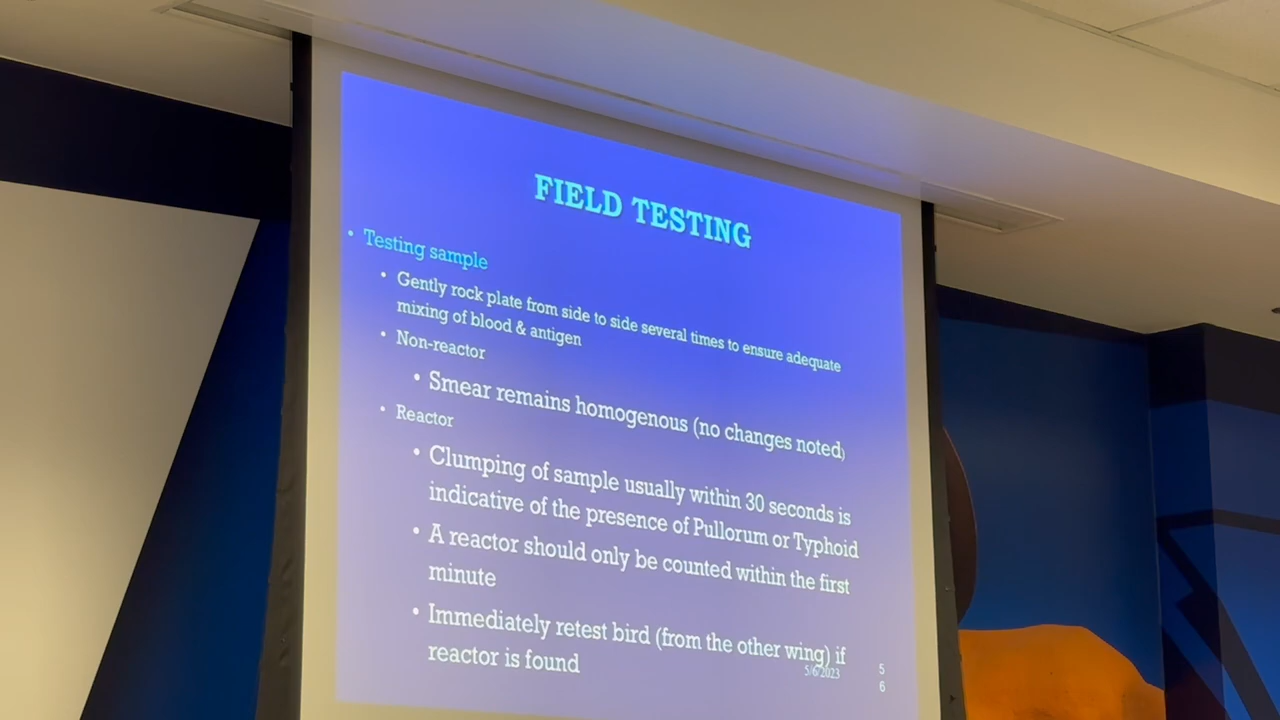 FIELD TESTING
• Testing sample
• Gently rock plate from side to side several times to ensure adequate
mixing of blood & antigen
• Non-reactor
• Smear remains homogenous (no changes noted)
• Reactor
• Clumping of sample usually within 30 seconds is
indicative of the presence of Pullorum or Typhoid
• A reactor should only be counted within the first
minute
• Immediately retest bird (from the other wing) if
reactor is found
5/6/2023
5
6